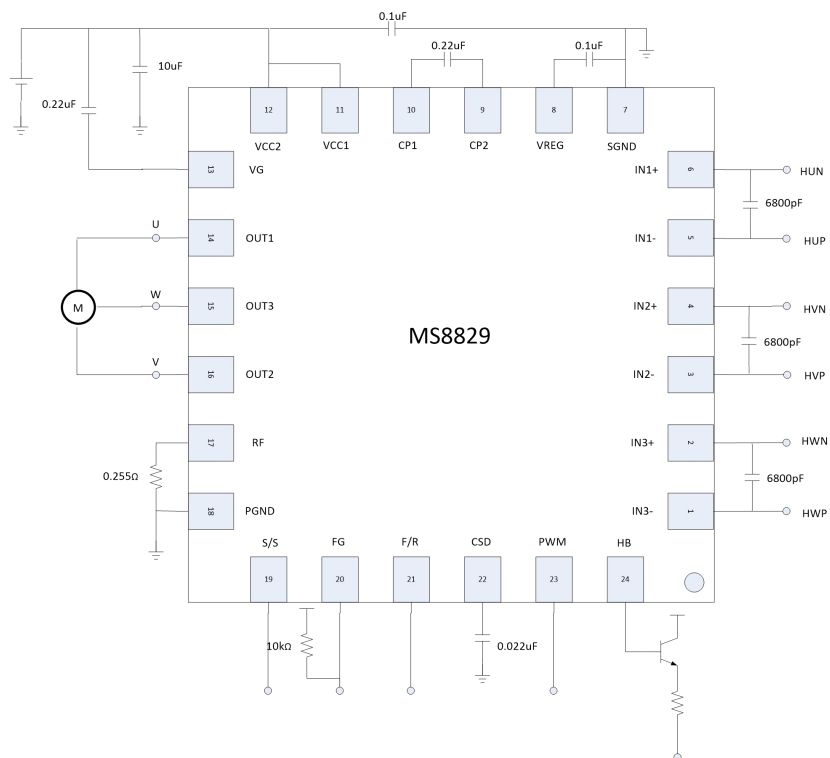 0.1uF
0.22uF
0.1uF
10uF
0.22uF
12
11
10
9
8
7
VCC2
VCC1
CP1
CP2
VREG
SGND
13
VG
IN1+
6
HUN
6800pF
U
14
OUT1
IN1-
5
HUP
W
M
15
OUT3
IN2+
4
HVN
MS8829
6800pF
V
16
OUT2
IN2-
3
HVP
17
RF
IN3+
2
HWN
0.255Ω
6800pF
18
PGND
IN3-
1
HWP
S/S
FG
F/R
CSD
PWM
HB
19
20
21
22
23
24
10kΩ
0.022uF